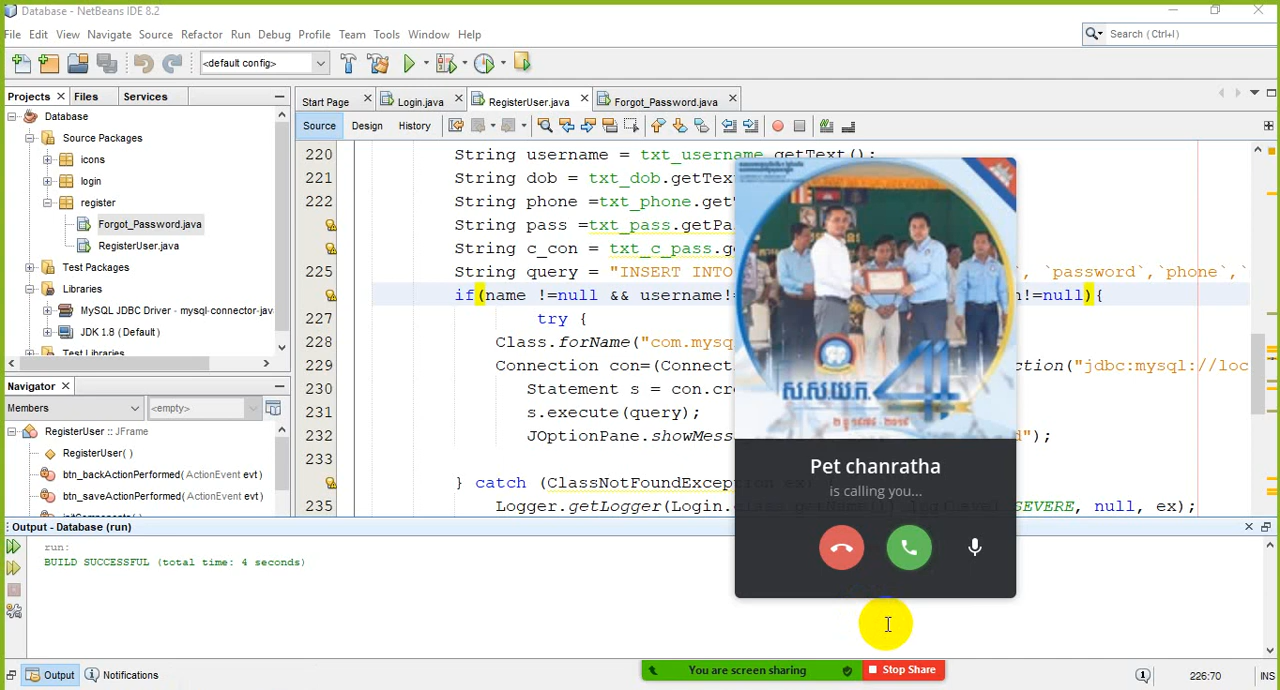 Database - NetBeans IDE 8.2
File Edit View Navigate Source Refactor Run Debug Profile Team Tools Window Help
Search (Ctrl+I)
<default config>
Projects Files Services
Start Page Login.java RegisterUser.java Forgot_Password.java
Source Design History
Database
Source Packages
icons
login
register
Forgot_Password.java
RegisterUser.java
Test Packages
Libraries
MySQL JDBC Driver - mysql-connector-jav
JDK 1.8 (Default)
Test Libraries
220 String username = txt_username.getText();
221 String dob = txt_dob.getTex
222 String phone =txt_phone.get
String pass =txt_pass.getPa
String c_con = txt_c_pass.g
225 String query = "INSERT INTO , `password`,`phone`,`
if(name !=null && username! !=null){
227 try {
228 Class.forName("com.mysq
229 Connection con=(Connect ction("jdbc:mysql://loc
230 Statement s = con.cr
231 s.execute(query);
232 JOptionPane.showMess d");
233
} catch (ClassNotFoundException ex) {
235 Logger.getLogger(Login. SEVERE, null, ex);
ស.ស.យ.ក. 41
Pet chanratha
is calling you...
Navigator
Members <empty>
RegisterUser :: JFrame
RegisterUser()
btn_backActionPerformed(ActionEvent evt)
btn_saveActionPerformed(ActionEvent evt)
Output - Database (run)
run:
BUILD SUCCESSFUL (total time: 4 seconds)
You are screen sharing Stop Share
Output Notifications 226:70 INS